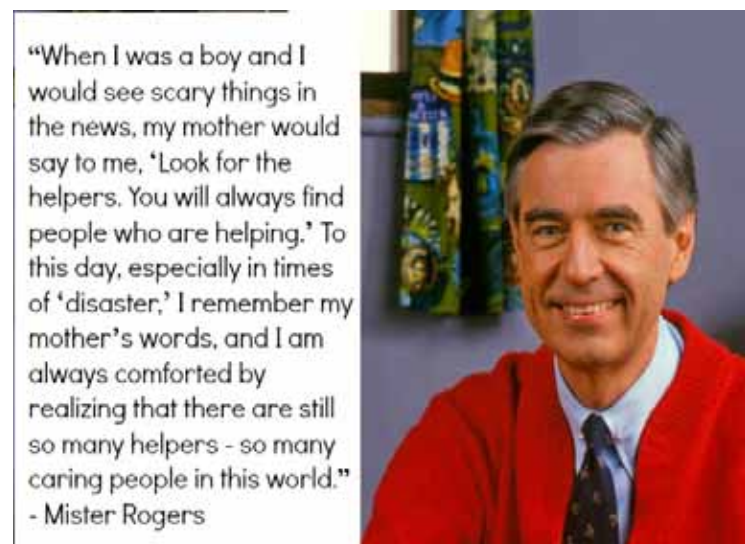 “When I was a boy and I
would see scary things in
the news, my mother would
say to me, ‘Look for the
helpers. You will always find
people who are helping.’ To
this day, especially in times
of ‘disaster,’ I remember my
mother’s words, and I am
always comforted by
realizing that there are still
so many helpers - so many
caring people in this world.”
- Mister Rogers